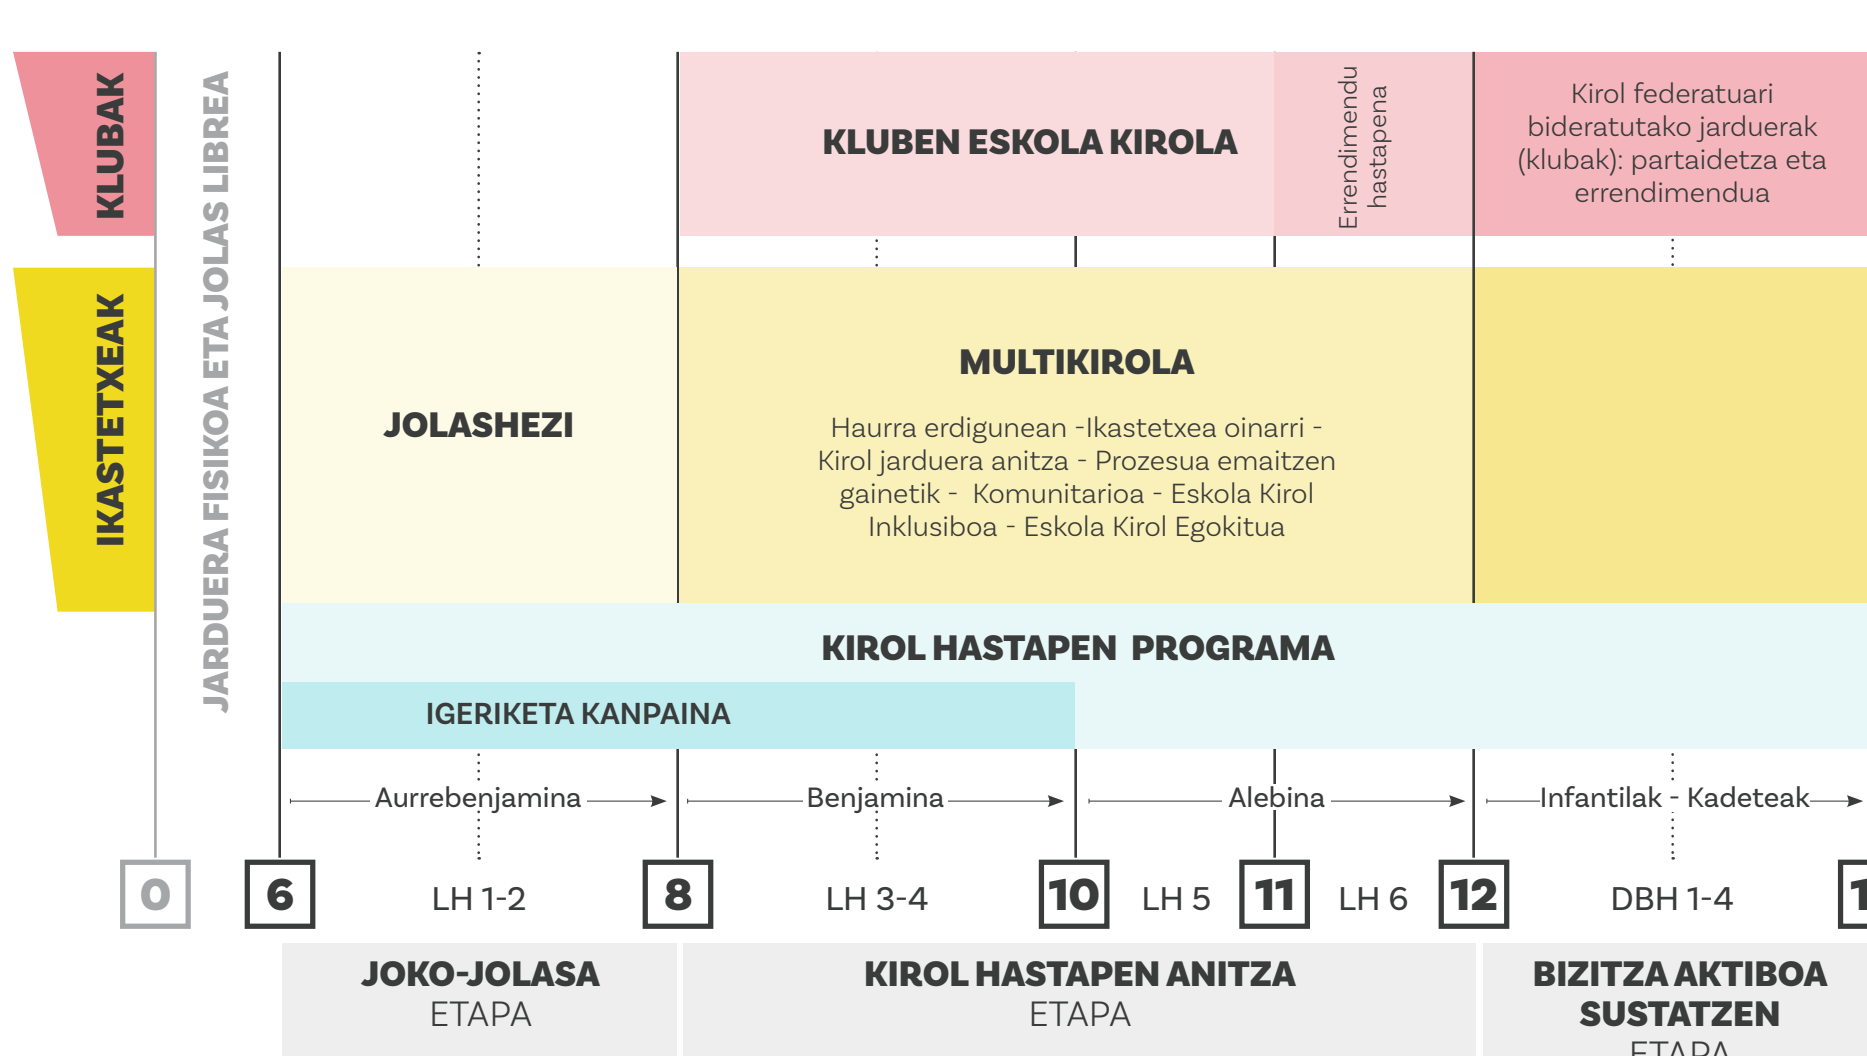 KLUBAK
IKASTETXEAK
JARDUERA FISIKOA ETA JOLAS LIBREA
KLUBEN ESKOLA KIROLA
Errendimendu
hastapena
Kirol federatuari
bideratutako jarduerak
(klubak): partaidetza eta
errendimendua
JOLASHEZI
MULTIKIROLA
Haurra erdigunean -Ikastetxea oinarri -
Kirol jarduera anitza - Prozesua emaitzen
gainetik - Komunitarioa - Eskola Kirol
Inklusiboa - Eskola Kirol Egokitua
KIROL HASTAPEN PROGRAMA
IGERIKETA KANPAINA
Aurrebenjamina
Benjamina
Alebina
Infantilak - Kadeteak
0
6
LH 1-2
8
LH 3-4
10
LH 5
11
LH 6
12
DBH 1-4
JOKO-JOLASA
ETAPA
KIROL HASTAPEN ANITZA
ETAPA
BIZITZA AKTIBOA
SUSTATZEN
ETAPA